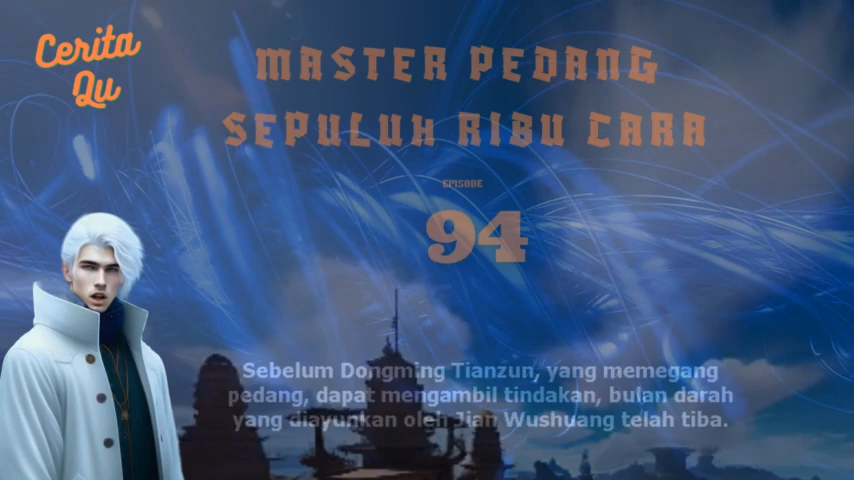 Cerita
Qu
MASTER PEDANG
SEPULUH RIBU CARA
EPISODE
94
Sebelum Dongming Tianzun, yang memegang
pedang, dapat mengambil tindakan, bulan darah
yang diayunkan oleh Jian Wushuang telah tiba.